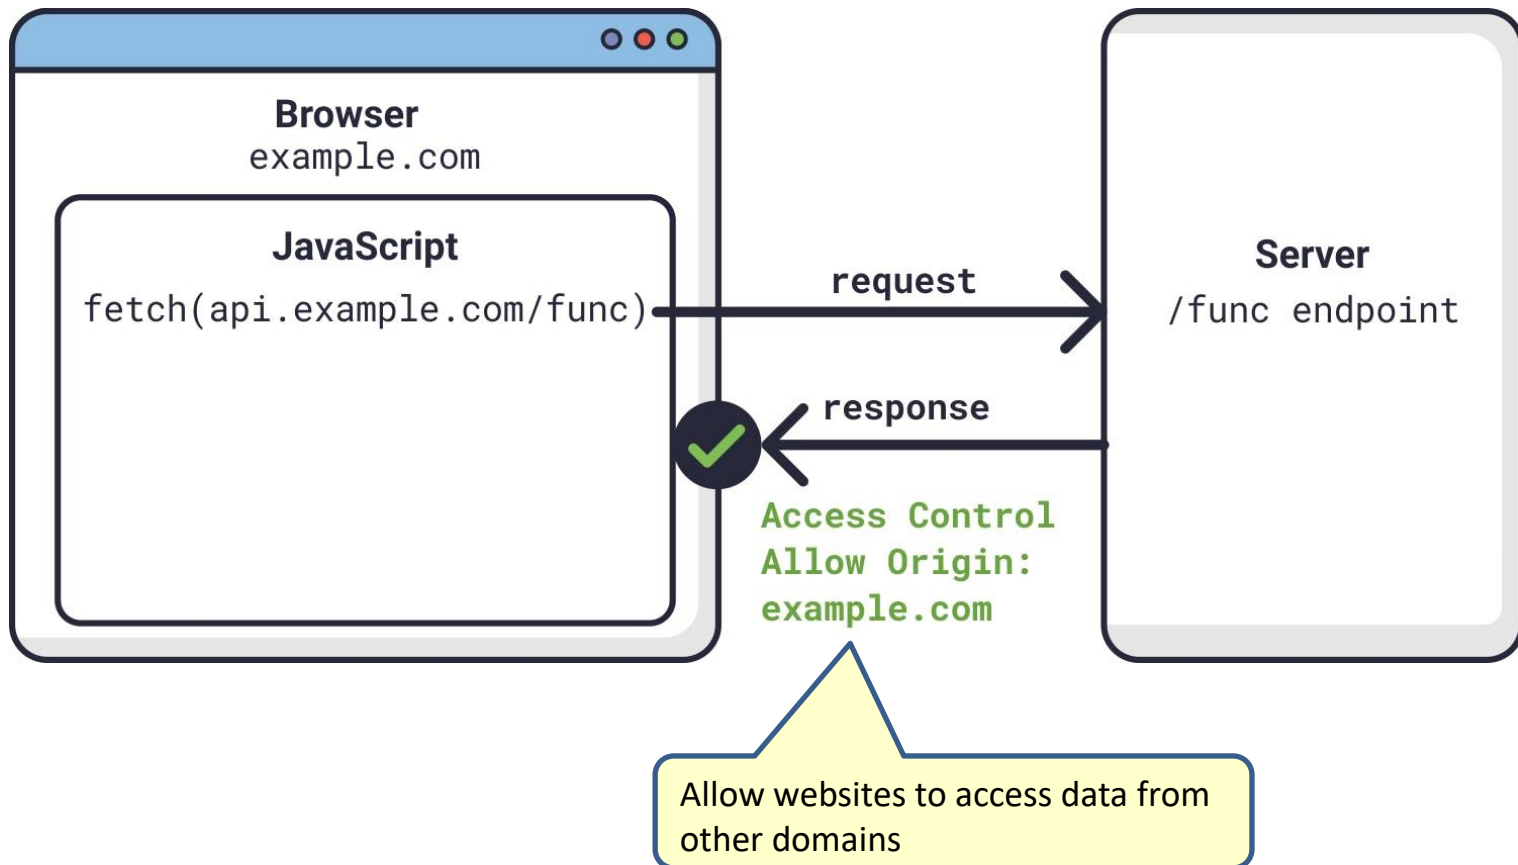 Browser
example.com
JavaScript
fetch(api.example.com/func)
request
Server
/func endpoint
response
Access Control
Allow Origin:
example.com
Allow websites to access data from
other domains